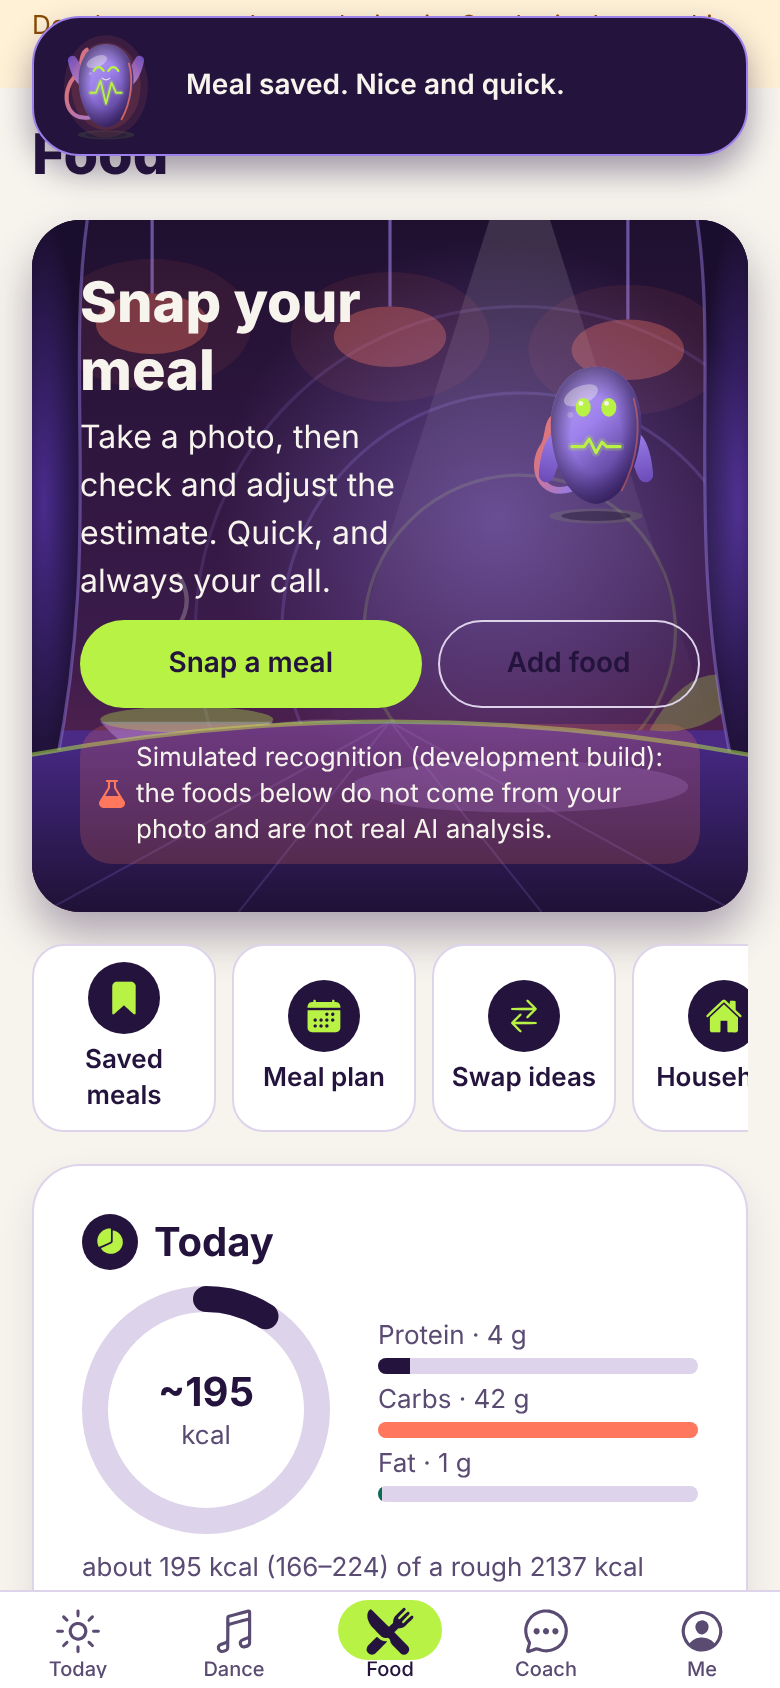 Meal saved. Nice and quick.
Food
Snap your
meal
Take a photo, then
check and adjust the
estimate. Quick, and
always your call.
Snap a meal
Add food
Simulated recognition (development build):
the foods below do not come from your
photo and are not real AI analysis.
Saved
meals
Meal plan
Swap ideas
Househ
Today
~195
kcal
Protein · 4 g
Carbs · 42 g
Fat · 1 g
about 195 kcal (166–224) of a rough 2137 kcal
Today
Dance
Food
Coach
Me